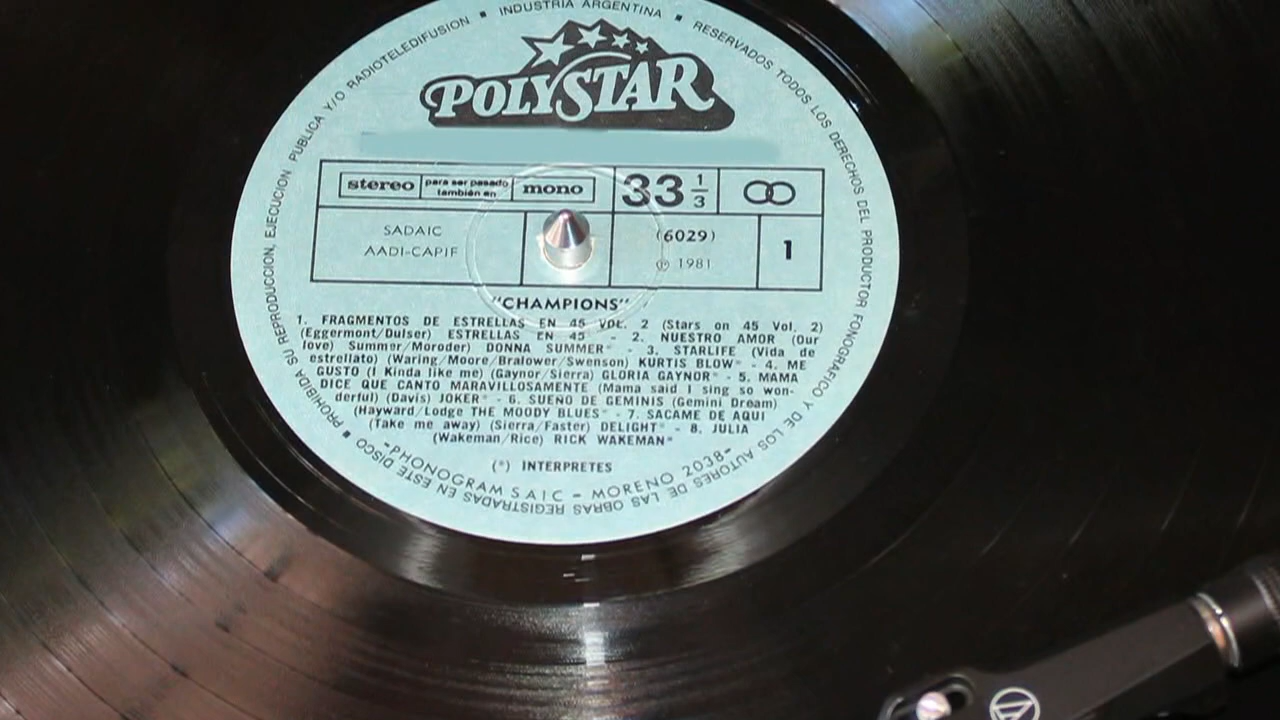 PROHIBIDA SU REPRODUCCION, EJECUCION PUBLICA Y/O RADIOTELEDIFUSION ■ INDUSTRIA ARGENTINA ■ RESERVADOS TODOS LOS DERECHOS DEL PRODUCTOR FONOGRAFICO Y DE LOS AUTORES DE LAS OBRAS REGISTRADAS EN ESTE DISCO ■
POLYSTAR
stereo para ser pasado también en mono 33 1/3
SADAIC
AADI-CAPIF
(6029)
℗ 1981
1
"CHAMPIONS"
1. FRAGMENTOS DE ESTRELLAS EN 45 VOL. 2 (Stars on 45 Vol. 2)
(Eggermont/Dulser) ESTRELLAS EN 45 - 2. NUESTRO AMOR (Our
love) Summer/Moroder) DONNA SUMMER* - 3. STARLIFE (Vida de
estrellato) (Waring/Moore/Bralower/Swenson) KURTIS BLOW* - 4. ME
GUSTO (I Kinda like me) (Gaynor/Sierra) GLORIA GAYNOR* - 5. MAMA
DICE QUE CANTO MARAVILLOSAMENTE (Mama said I sing so won-
derful) (Davis) JOKER* - 6. SUEÑO DE GEMINIS (Gemini Dream)
(Hayward/Lodge THE MOODY BLUES* - 7. SACAME DE AQUI
(Take me away) (Sierra/Faster) DELIGHT* - 8. JULIA
(Wakeman/Rice) RICK WAKEMAN*
(*) INTERPRETES
-PHONOGRAM S A I C - MORENO 2038-